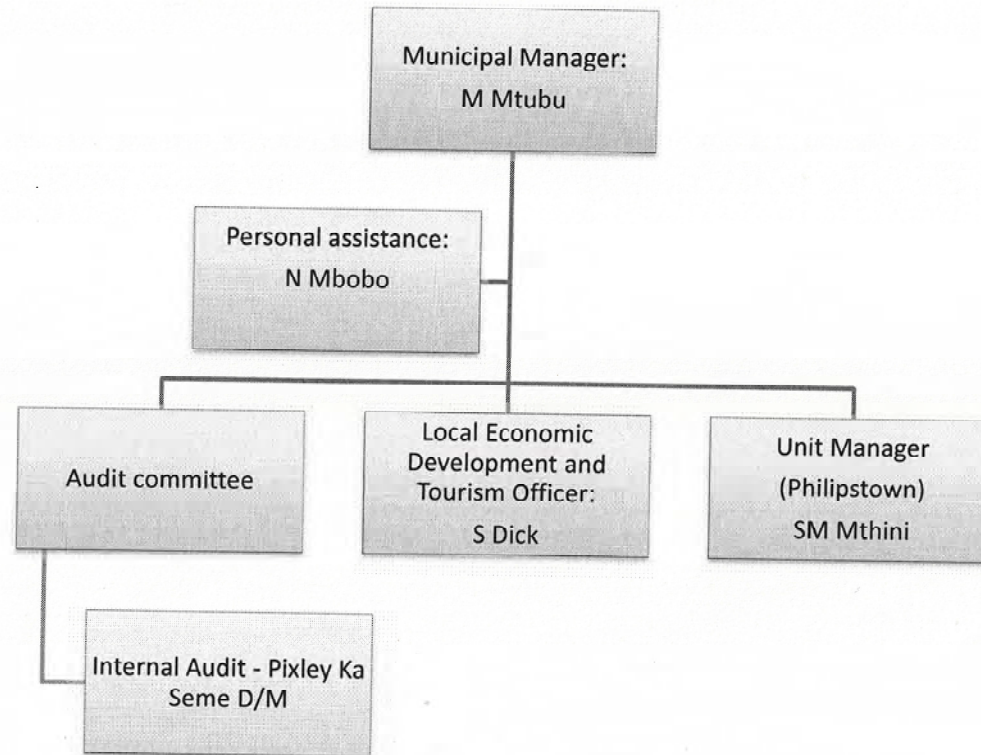 Municipal Manager:
M Mtubu
Personal assistance:
N Mbobo
Audit committee
Local Economic
Development and
Tourism Officer:
S Dick
Unit Manager
(Philipstown)
SM Mthini
Internal Audit - Pixley Ka
Seme D/M